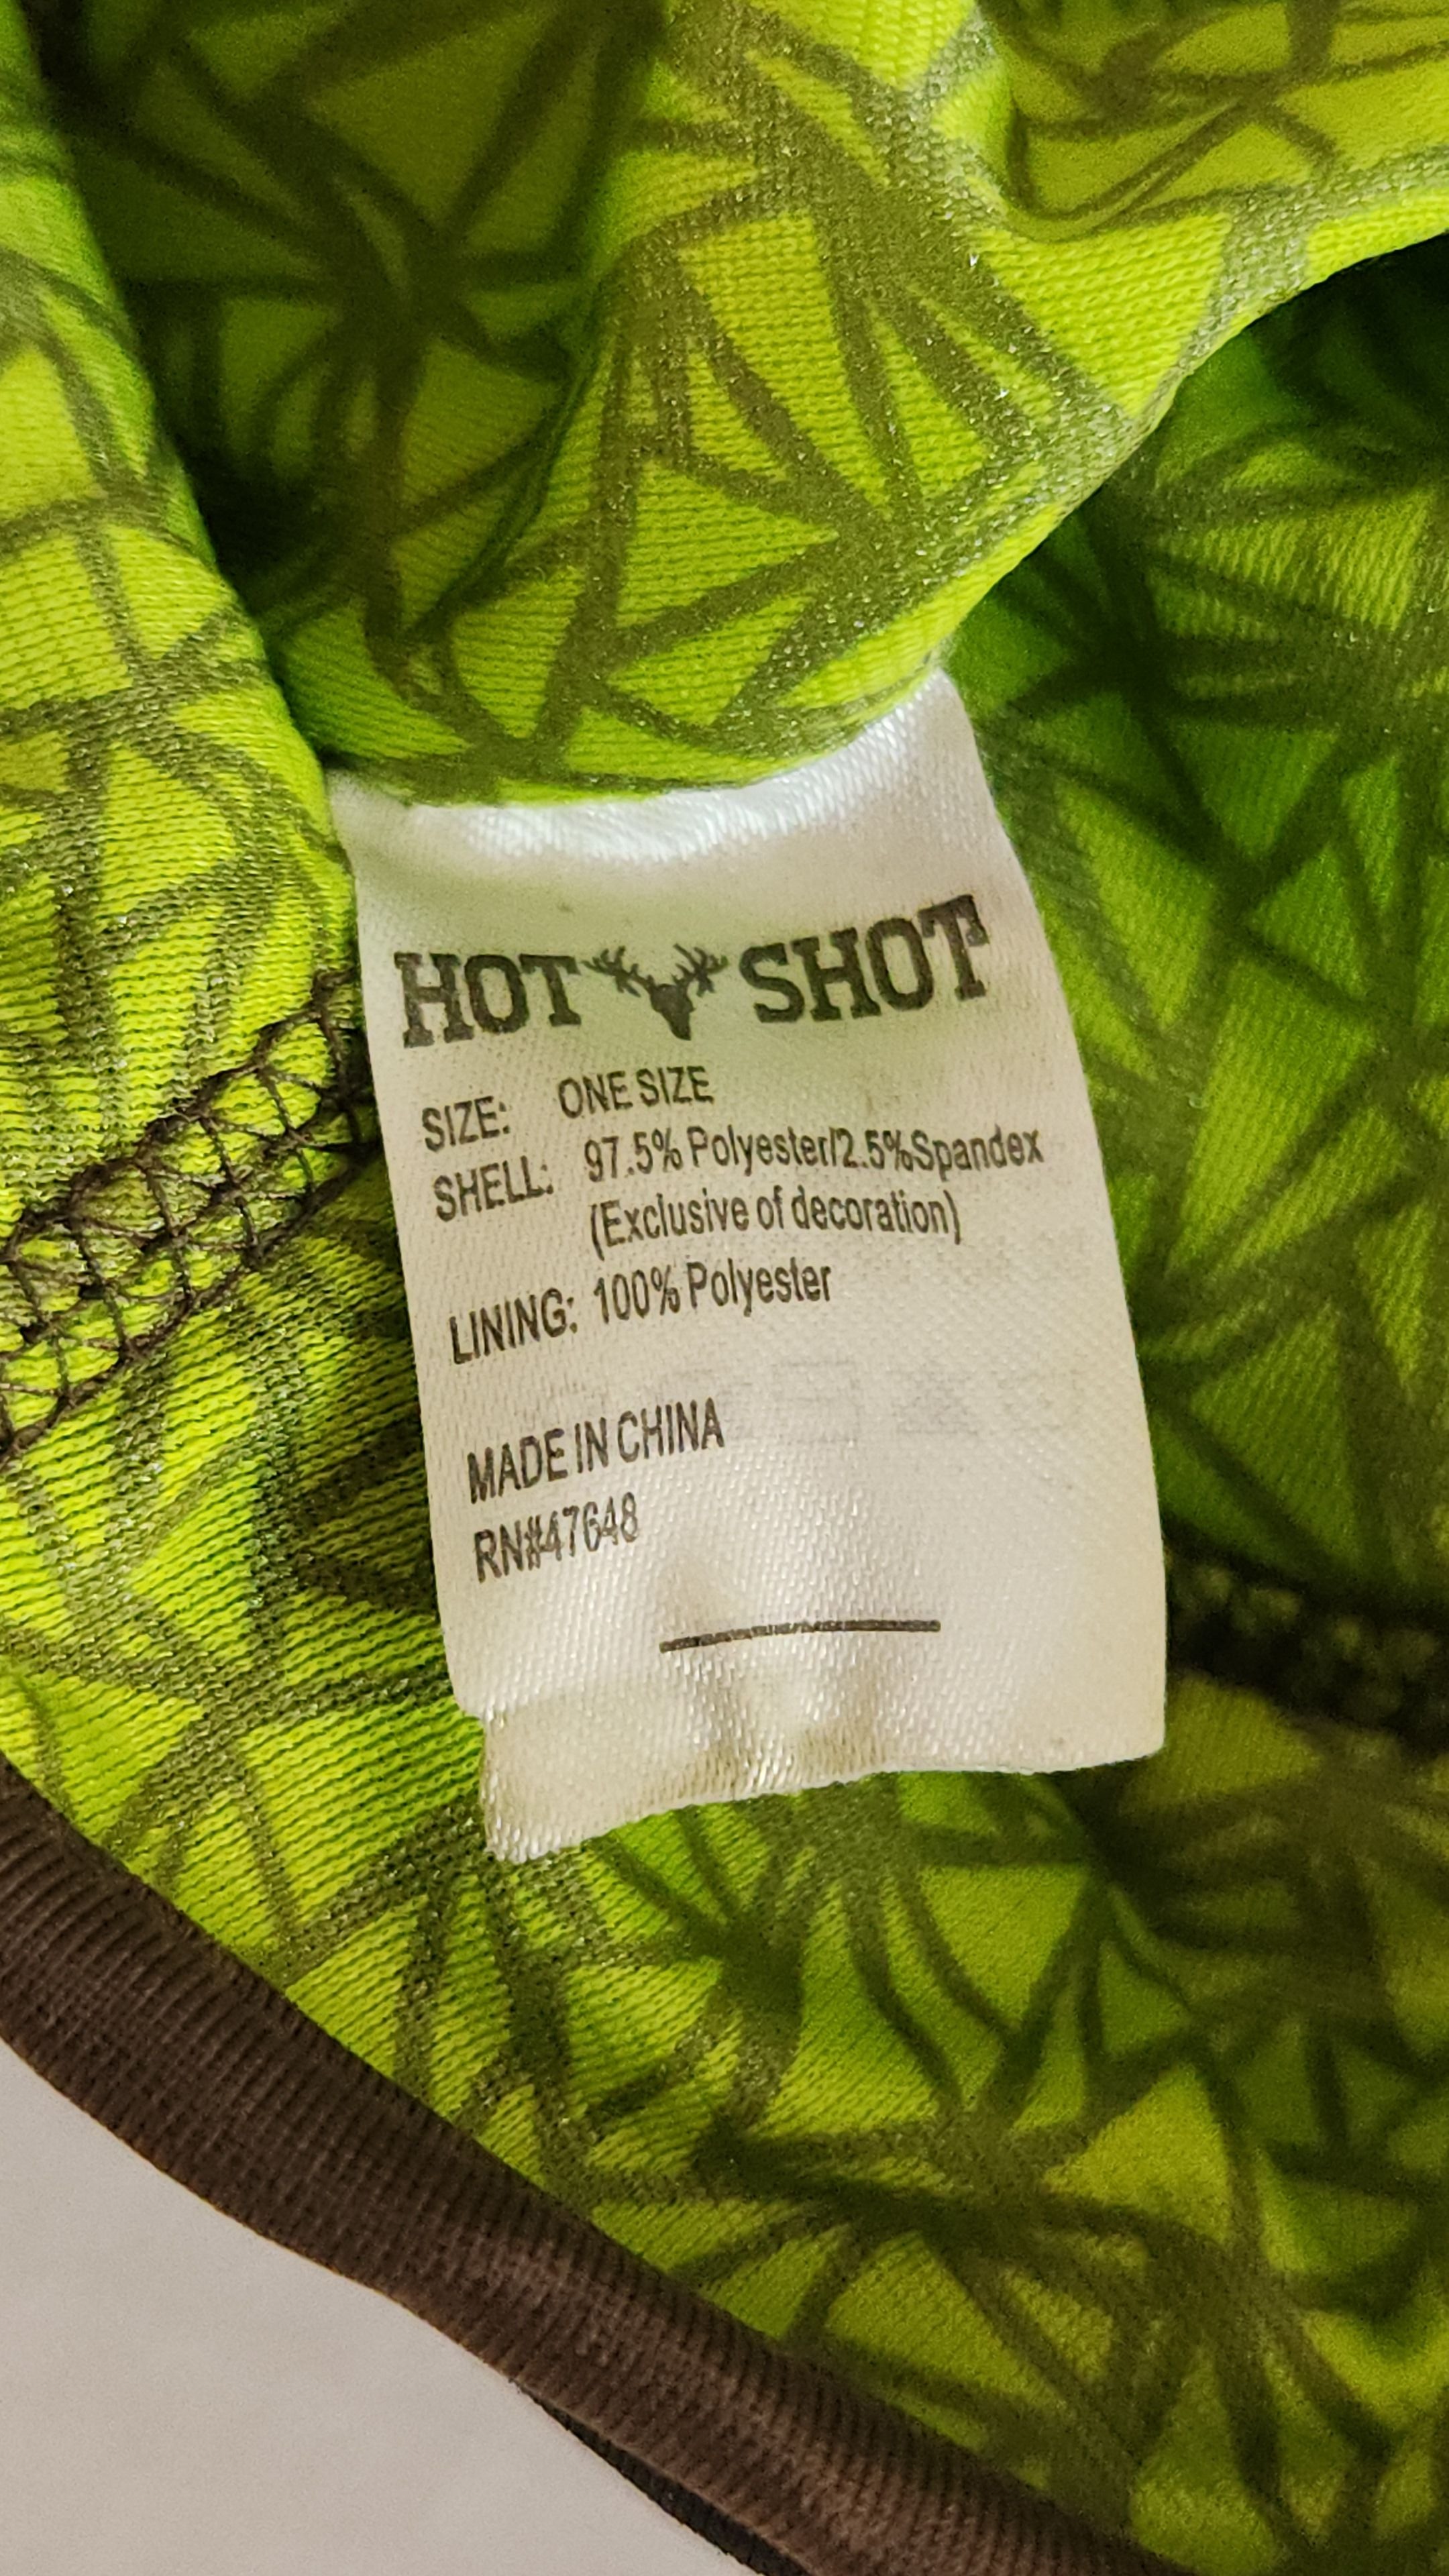 HOT SHOT
SIZE: ONE SIZE
SHELL: 97.5% Polyester/2.5%Spandex
(Exclusive of decoration)
LINING: 100% Polyester
MADE IN CHINA
RN#47648